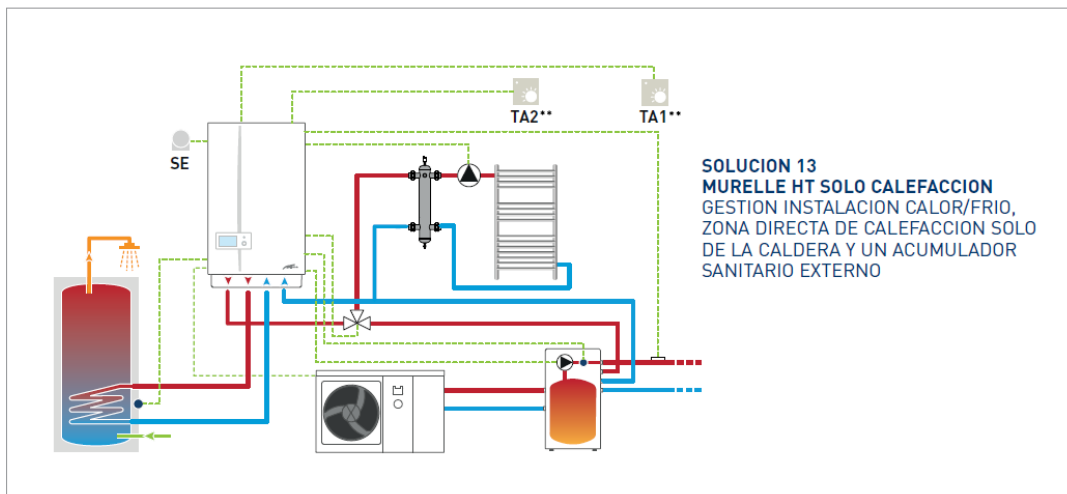 TA2**
TA1**
SE
SOLUCION 13
MURELLE HT SOLO CALEFACCION
GESTION INSTALACION CALOR/FRIO,
ZONA DIRECTA DE CALEFACCION SOLO
DE LA CALDERA Y UN ACUMULADOR
SANITARIO EXTERNO